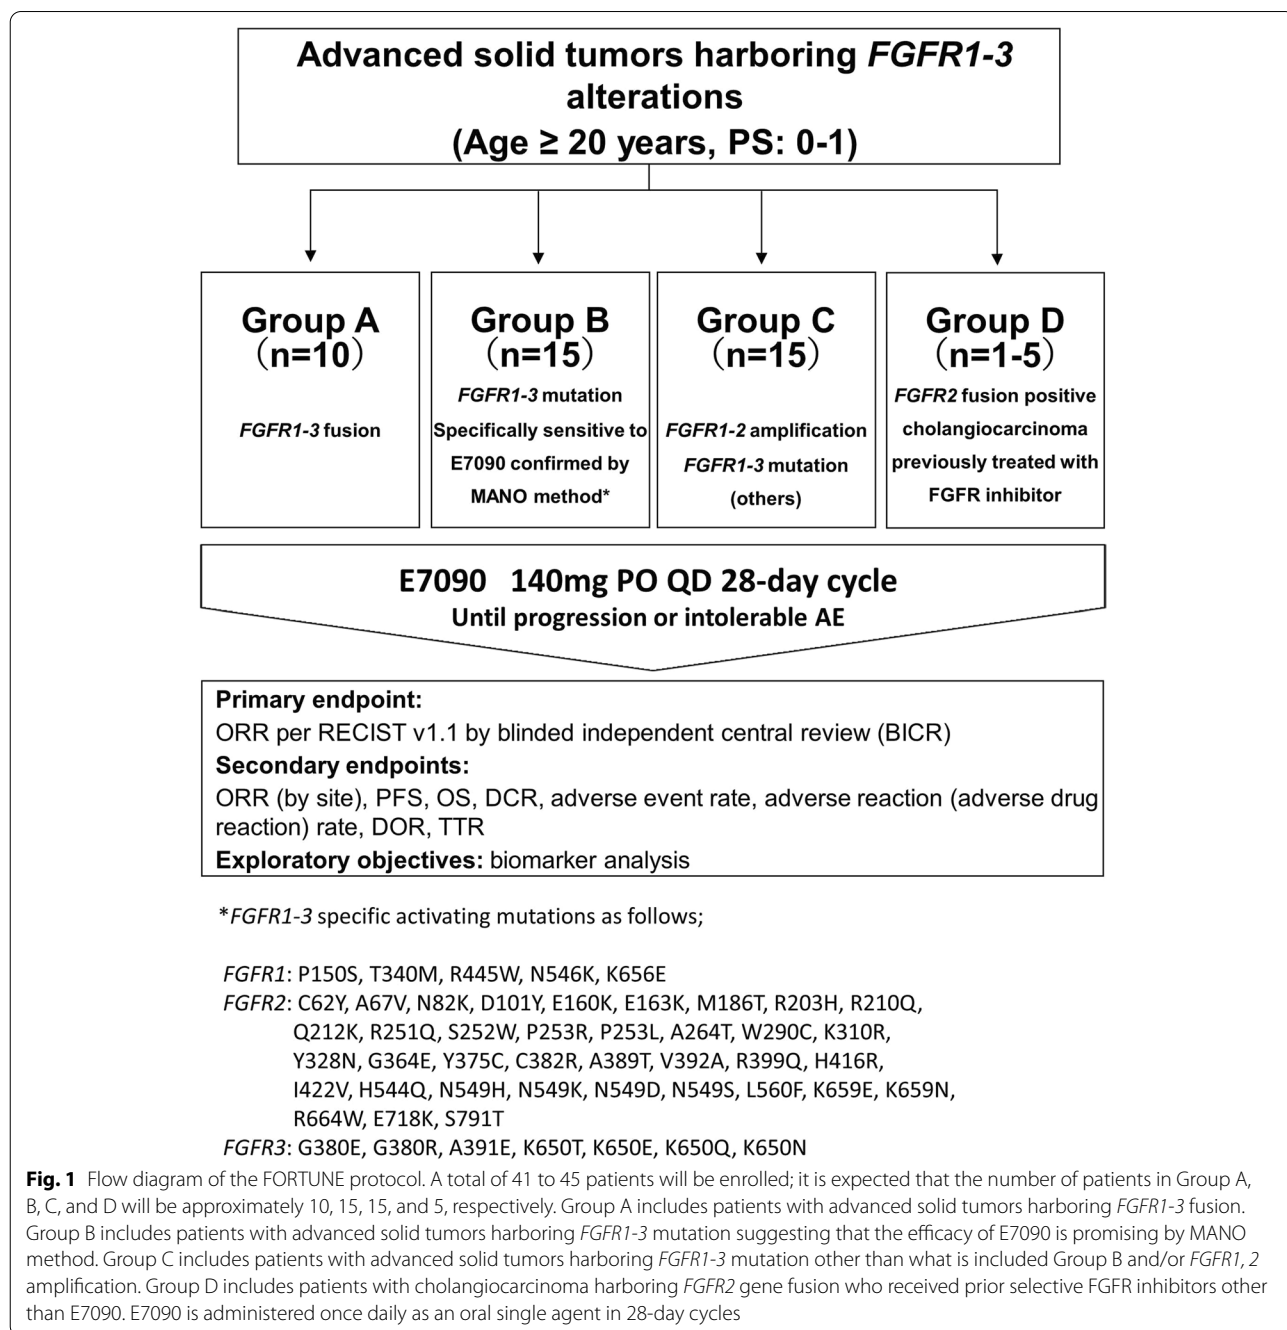 Advanced solid tumors harboring FGFR1-3
alterations
(Age ≥ 20 years, PS: 0-1)
Group A
(n=10)
FGFR1-3 fusion
Group B
(n=15)
FGFR1-3 mutation
Specifically sensitive to
E7090 confirmed by
MANO method*
Group C
(n=15)
FGFR1-2 amplification
FGFR1-3 mutation
(others)
Group D
(n=1-5)
FGFR2 fusion positive
cholangiocarcinoma
previously treated with
FGFR inhibitor
E7090 140mg PO QD 28-day cycle
Until progression or intolerable AE
Primary endpoint:
ORR per RECIST v1.1 by blinded independent central review (BICR)
Secondary endpoints:
ORR (by site), PFS, OS, DCR, adverse event rate, adverse reaction (adverse drug
reaction) rate, DOR, TTR
Exploratory objectives: biomarker analysis
*FGFR1-3 specific activating mutations as follows;
FGFR1: P150S, T340M, R445W, N546K, K656E
FGFR2: C62Y, A67V, N82K, D101Y, E160K, E163K, M186T, R203H, R210Q,
Q212K, R251Q, S252W, P253R, P253L, A264T, W290C, K310R,
Y328N, G364E, Y375C, C382R, A389T, V392A, R399Q, H416R,
I422V, H544Q, N549H, N549K, N549D, N549S, L560F, K659E, K659N,
R664W, E718K, S791T
FGFR3: G380E, G380R, A391E, K650T, K650E, K650Q, K650N
Fig. 1 Flow diagram of the FORTUNE protocol. A total of 41 to 45 patients will be enrolled; it is expected that the number of patients in Group A,
B, C, and D will be approximately 10, 15, 15, and 5, respectively. Group A includes patients with advanced solid tumors harboring FGFR1-3 fusion.
Group B includes patients with advanced solid tumors harboring FGFR1-3 mutation suggesting that the efficacy of E7090 is promising by MANO
method. Group C includes patients with advanced solid tumors harboring FGFR1-3 mutation other than what is included Group B and/or FGFR1, 2
amplification. Group D includes patients with cholangiocarcinoma harboring FGFR2 gene fusion who received prior selective FGFR inhibitors other
than E7090. E7090 is administered once daily as an oral single agent in 28-day cycles